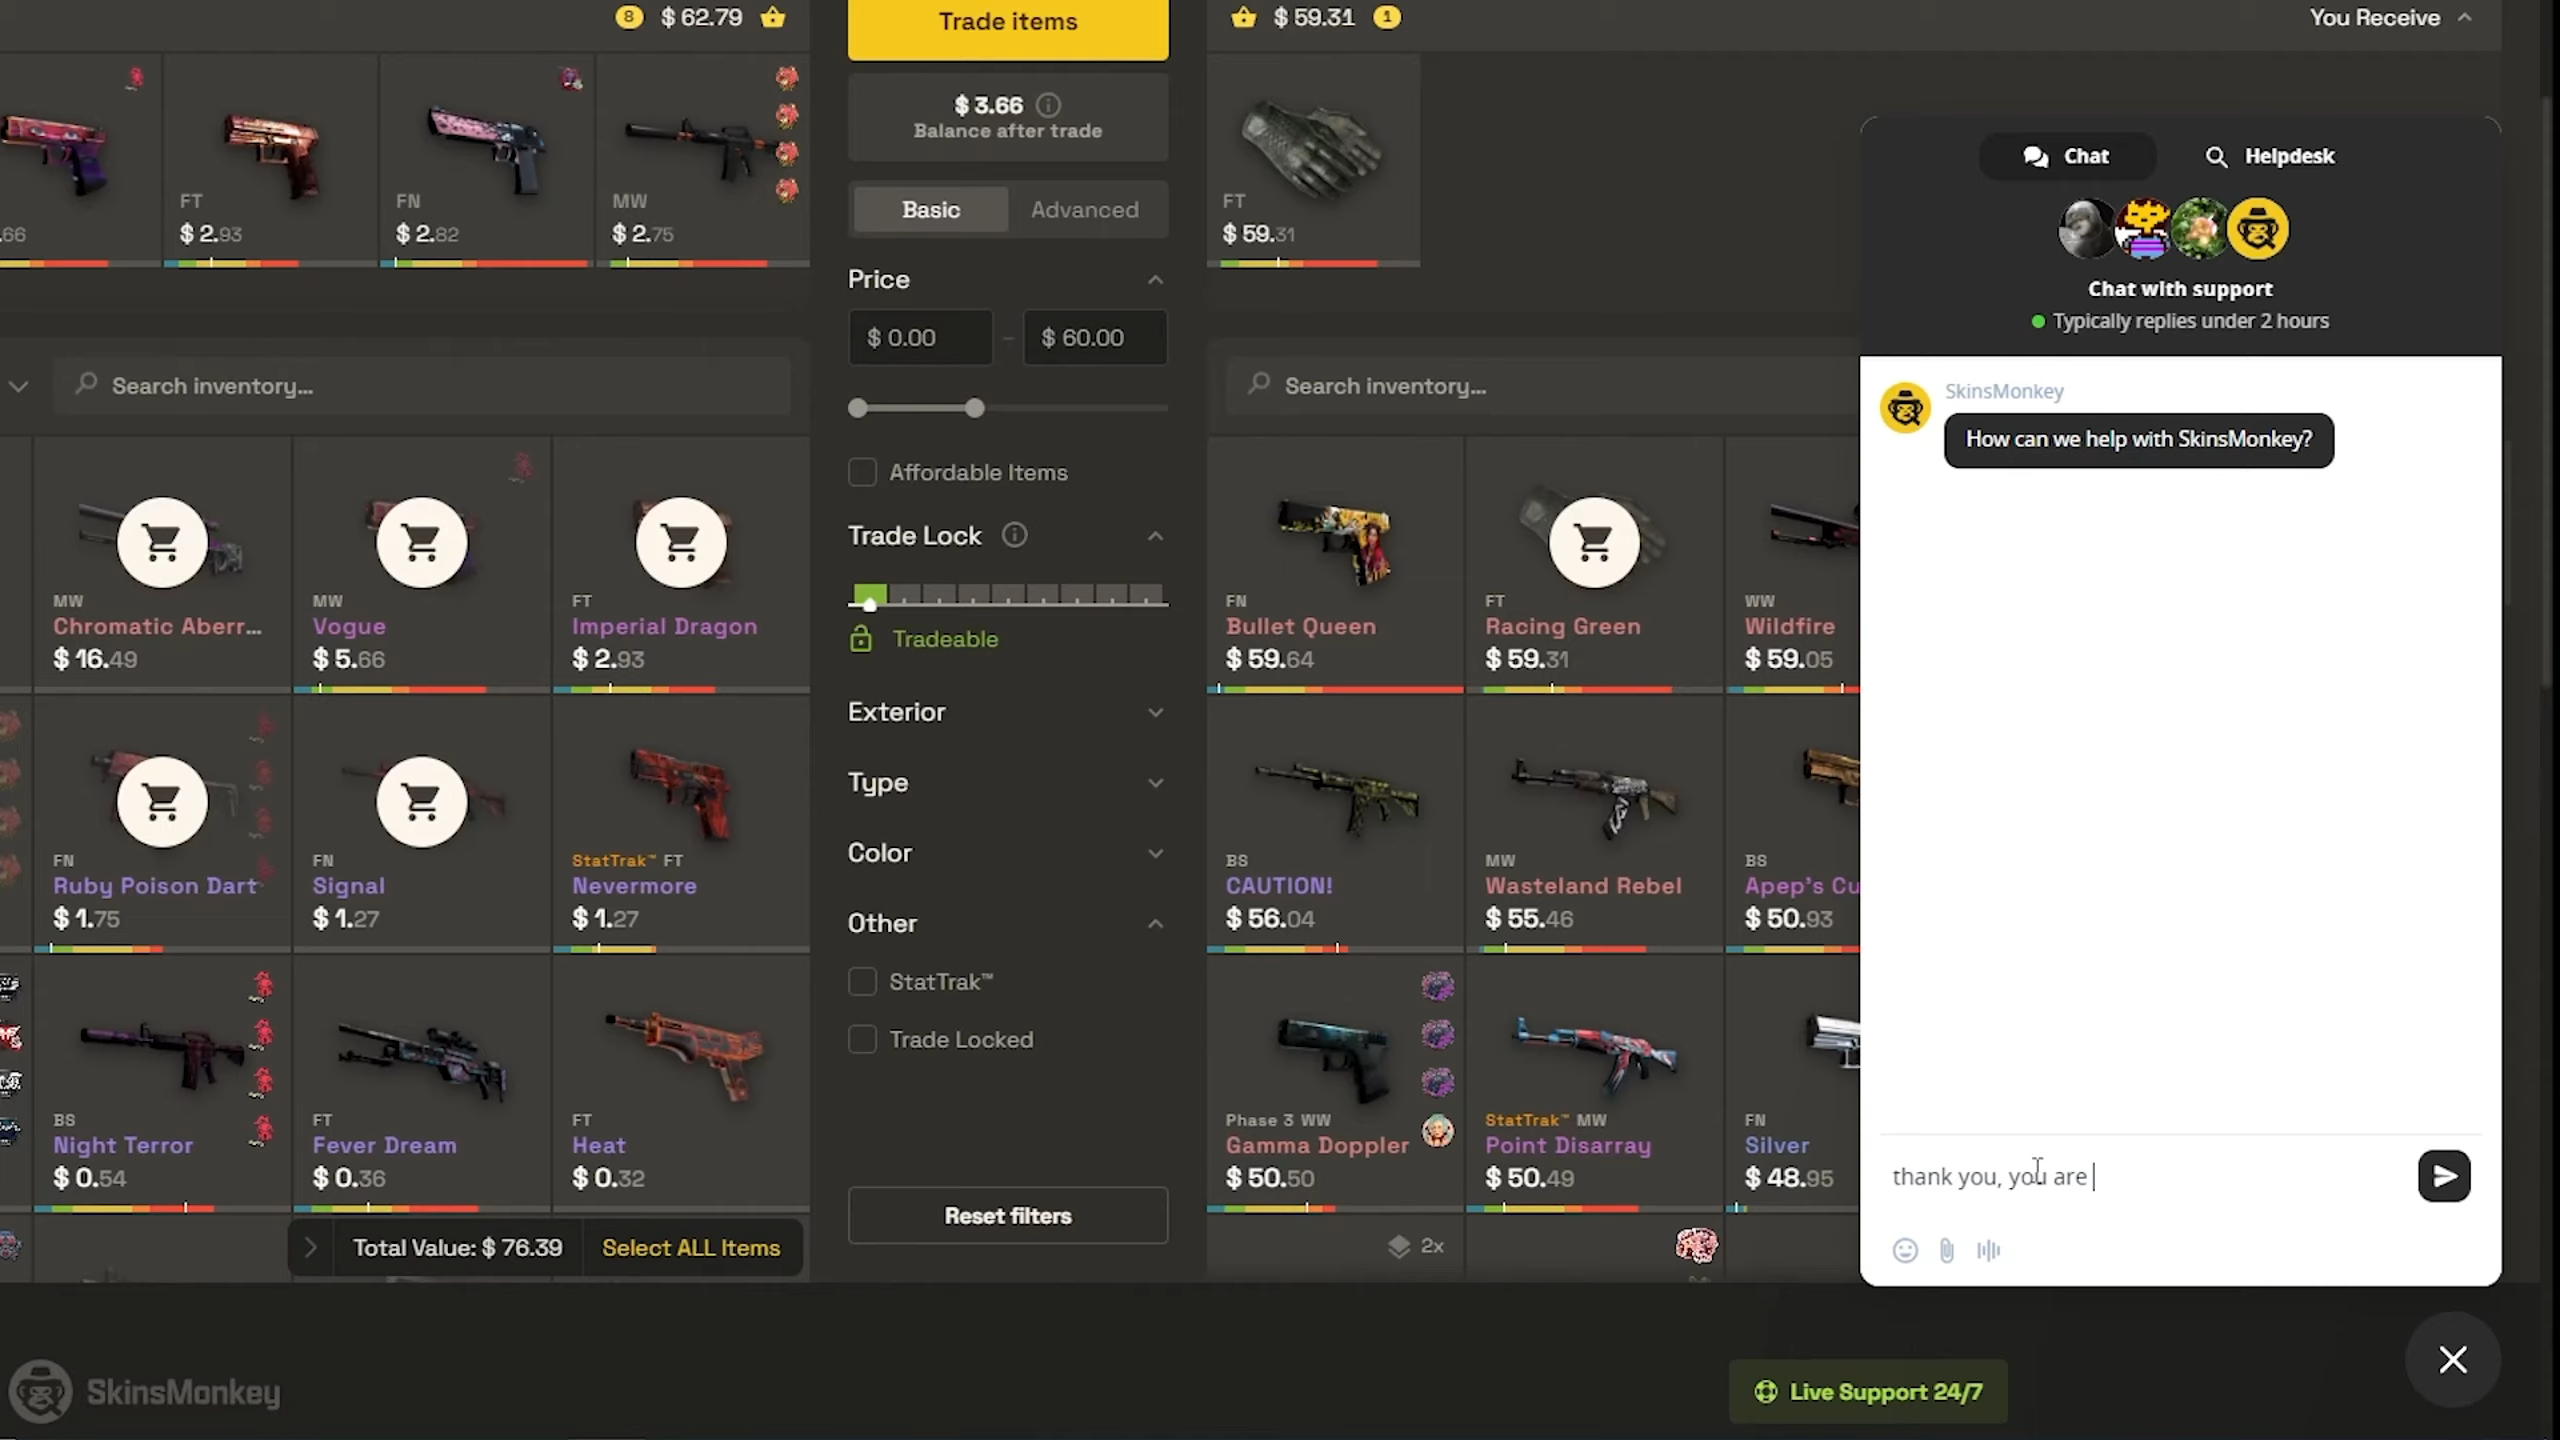 8 $ 62.79
Trade items
$ 59.31 1
You Receive
$ 3.66
Balance after trade
.66
FT
$ 2.93
FN
$ 2.82
MW
$ 2.75
Basic
Advanced
FT
$ 59.31
Price
$ 0.00 – $ 60.00
Search inventory...
Search inventory...
Affordable Items
Trade Lock
Tradeable
Exterior
Type
Color
Other
StatTrak™
Trade Locked
Reset filters
MW
Chromatic Aberr...
$ 16.49
MW
Vogue
$ 5.66
FT
Imperial Dragon
$ 2.93
FN
Ruby Poison Dart
$ 1.75
FN
Signal
$ 1.27
StatTrak™ FT
Nevermore
$ 1.27
BS
Night Terror
$ 0.54
FT
Fever Dream
$ 0.36
FT
Heat
$ 0.32
Total Value: $ 76.39
Select ALL Items
FN
Bullet Queen
$ 59.64
FT
Racing Green
$ 59.31
WW
Wildfire
$ 59.05
BS
CAUTION!
$ 56.04
MW
Wasteland Rebel
$ 55.46
BS
Apep's Cu
$ 50.93
Phase 3 WW
Gamma Doppler
$ 50.50
StatTrak™ MW
Point Disarray
$ 50.49
FN
Silver
$ 48.95
2x
Chat
Helpdesk
Chat with support
Typically replies under 2 hours
SkinsMonkey
How can we help with SkinsMonkey?
thank you, you are
SkinsMonkey
Live Support 24/7